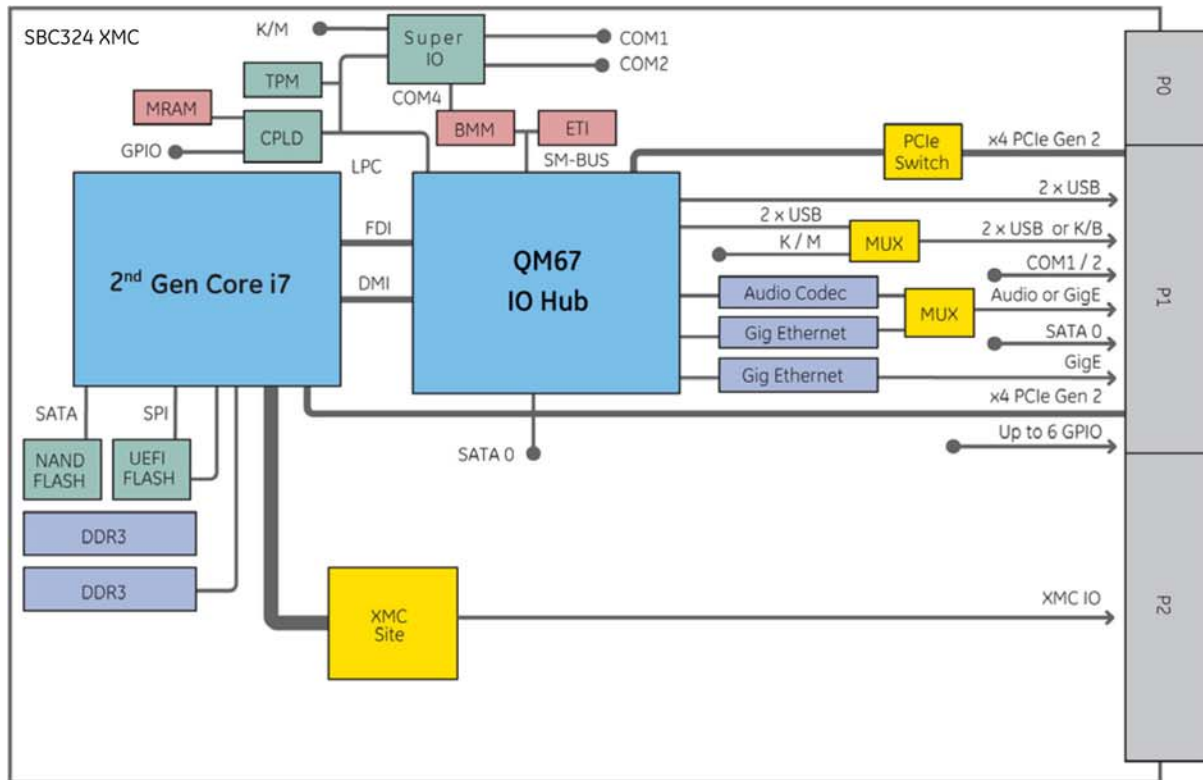 SBC324 XMC
K/M
Super
IO
COM1
COM2
TPM
COM4
MRAM
CPLD
BMM
ETI
GPIO
LPC
SM-BUS
PCIe
Switch
x4 PCIe Gen 2
P0
2nd Gen Core i7
FDI
DMI
QM67
IO Hub
2 x USB
2 x USB
K / M
MUX
2 x USB or K/B
COM1 / 2
Audio Codec
MUX
Audio or GigE
Gig Ethernet
SATA 0
Gig Ethernet
GigE
x4 PCIe Gen 2
P1
SATA
SPI
Up to 6 GPIO
NAND
FLASH
UEFI
FLASH
SATA 0
DDR3
DDR3
XMC
Site
XMC IO
P2